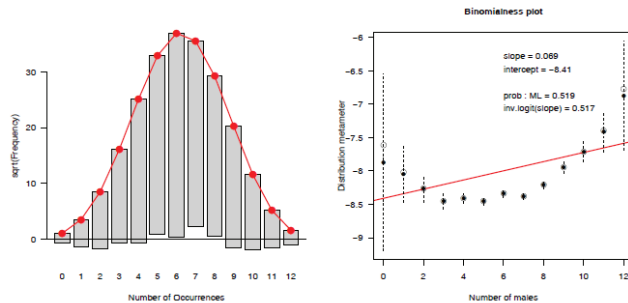 sqrt(Frequency)
30
20
10
0
0 1 2 3 4 5 6 7 8 9 10 11 12
Number of Occurrences
Binomialness plot
Distribution metameter
−6
−6.5
−7
−7.5
−8
−8.5
−9
slope = 0.069
intercept = −8.41
prob : ML = 0.519
inv.logit(slope) = 0.517
0 2 4 6 8 10 12
Number of males